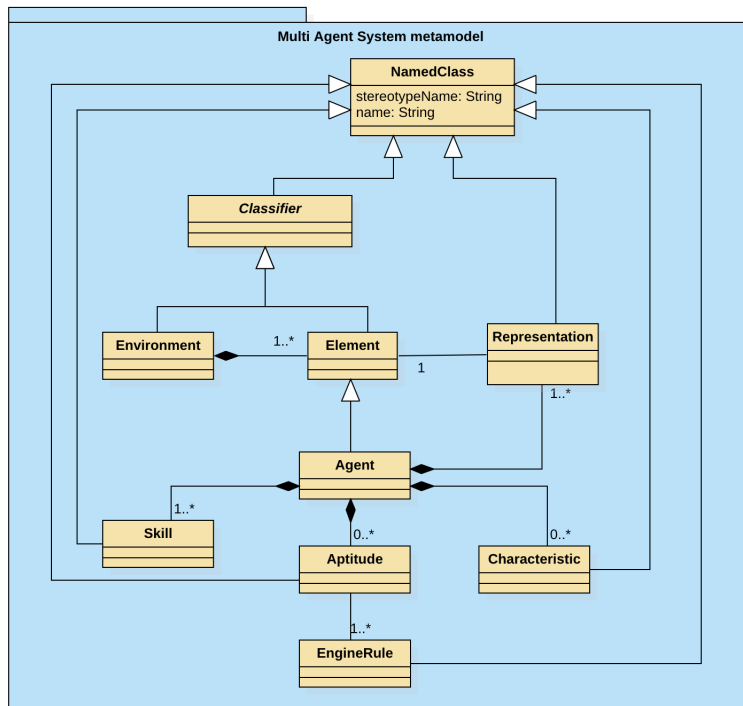 Multi Agent System metamodel
NamedClass
stereotypeName: String
name: String
Classifier
Environment
1..*
Element
1
Representation
1..*
Agent
1..*
Skill
0..*
Aptitude
0..*
Characteristic
1..*
EngineRule